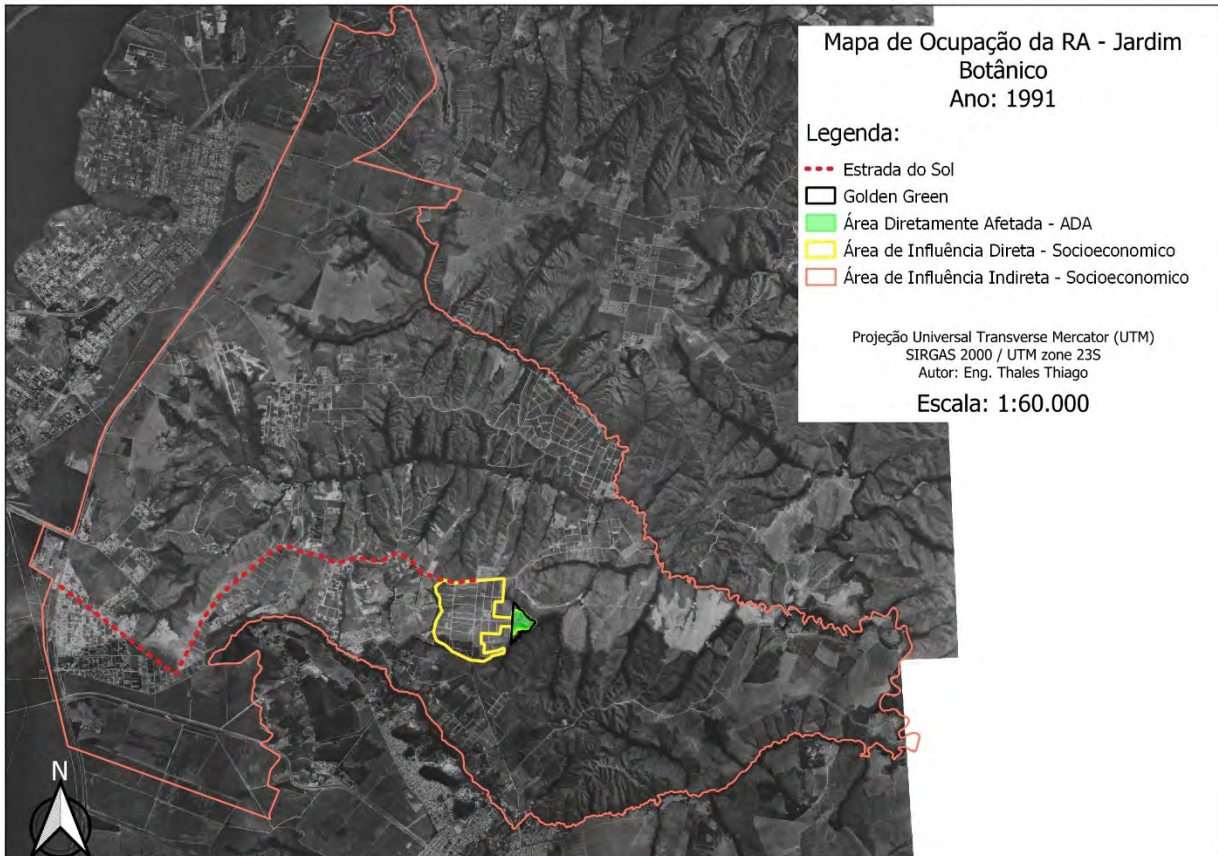 Mapa de Ocupação da RA - Jardim
Botânico
Ano: 1991
Legenda:
Estrada do Sol
Golden Green
Área Diretamente Afetada - ADA
Área de Influência Direta - Socioeconomico
Área de Influência Indireta - Socioeconomico
Projeção Universal Transverse Mercator (UTM)
SIRGAS 2000 / UTM zone 23S
Autor: Eng. Thales Thiago
Escala: 1:60.000
N